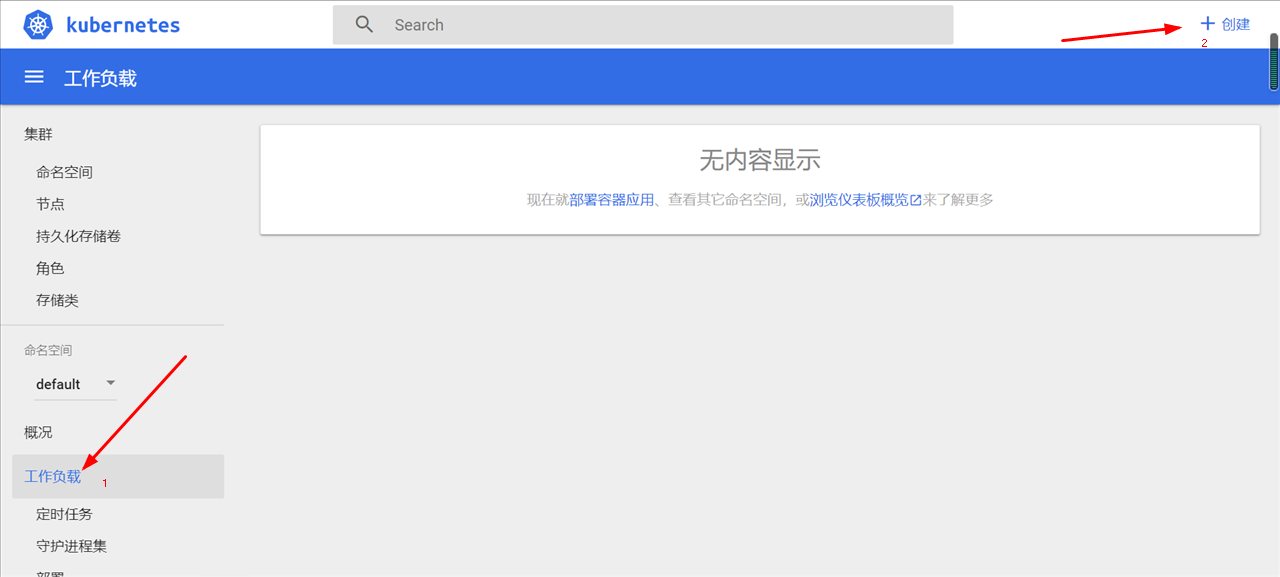 kubernetes
Search
创建
2
工作负载
集群
命名空间
节点
持久化存储卷
角色
存储类
命名空间
default
概况
工作负载
1
定时任务
守护进程集
部署
无内容显示
现在就部署容器应用、查看其它命名空间，或浏览仪表板概览来了解更多